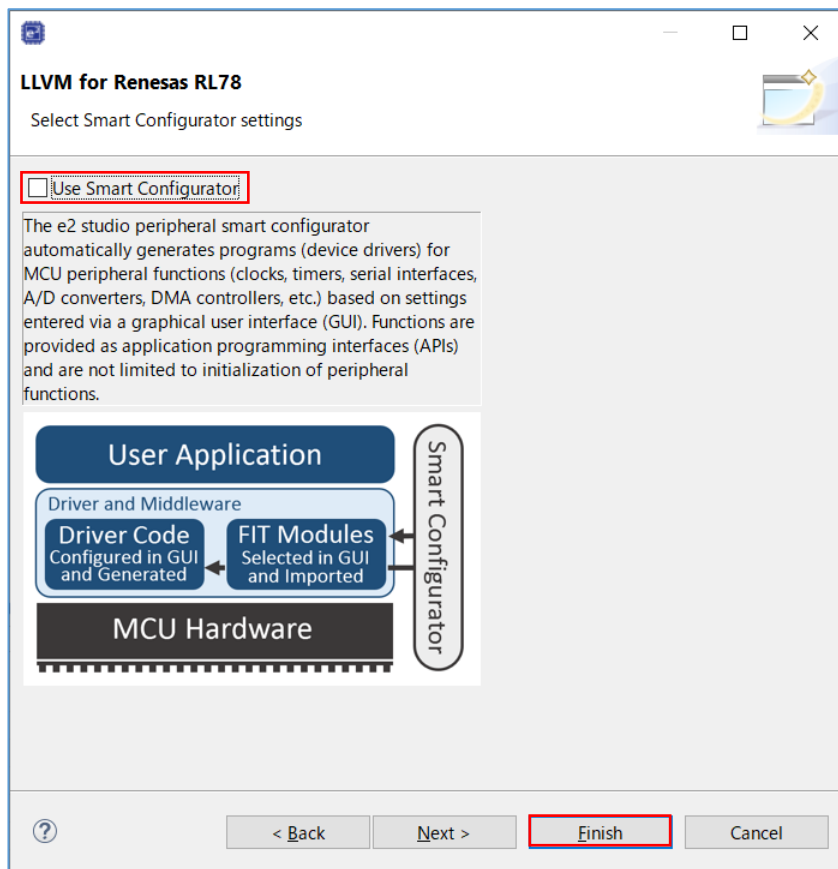 e²
LLVM for Renesas RL78
Select Smart Configurator settings
Use Smart Configurator
The e2 studio peripheral smart configurator
automatically generates programs (device drivers) for
MCU peripheral functions (clocks, timers, serial interfaces,
A/D converters, DMA controllers, etc.) based on settings
entered via a graphical user interface (GUI). Functions are
provided as application programming interfaces (APIs)
and are not limited to initialization of peripheral
functions.
User Application
Driver and Middleware
Driver Code
Configured in GUI
and Generated
FIT Modules
Selected in GUI
and Imported
Smart Configurator
MCU Hardware
?
< Back
Next >
Finish
Cancel